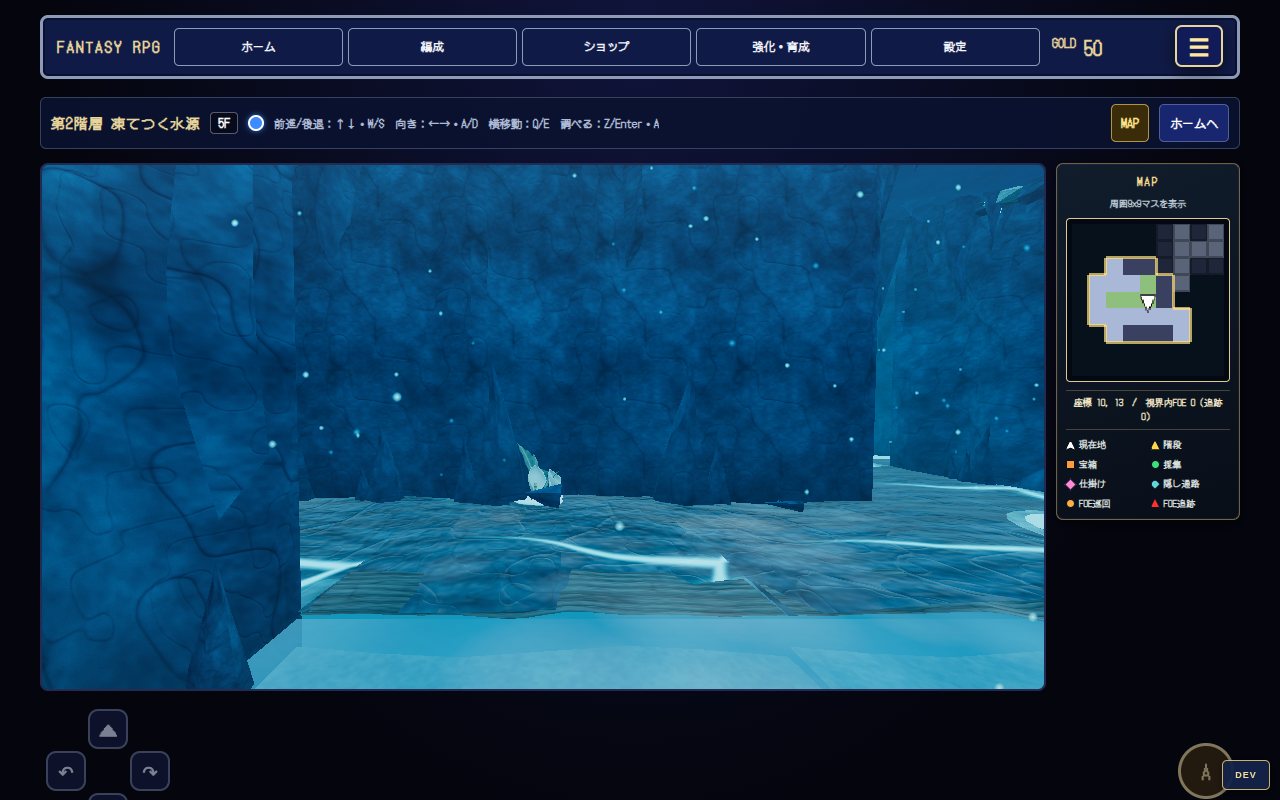 FANTASY RPG
ホーム
編成
ショップ
強化・育成
設定
GOLD 50
第2階層 凍てつく水源
5F
前進/後退：↑↓・W/S 向き：←→・A/D 横移動：Q/E 調べる：Z/Enter・A
MAP
ホームへ
MAP
周囲9x9マスを表示
座標 10, 13 / 視界内FOE 0（追跡
0）
現在地
階段
宝箱
採集
仕掛け
隠し通路
FOE巡回
FOE追跡
A
DEV